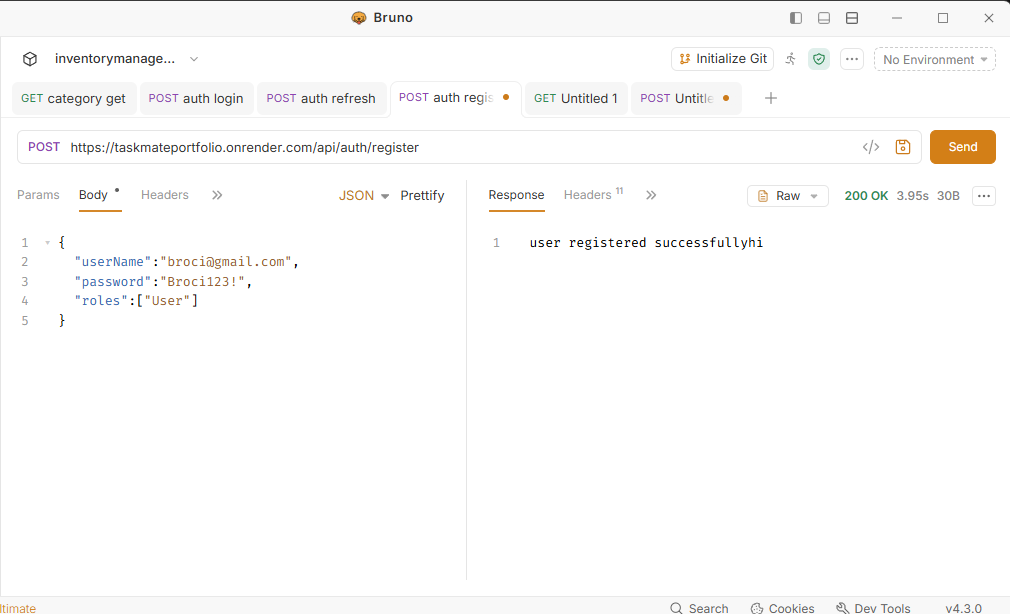 Bruno
inventorymanage...
Initialize Git
No Environment
GET category get
POST auth login
POST auth refresh
POST auth regis
GET Untitled 1
POST Untitle
POST https://taskmateportfolio.onrender.com/api/auth/register
Send
Params Body Headers
JSON Prettify
Response Headers 11
Raw
200 OK 3.95s 30B
1 {
2 "userName":"broci@gmail.com",
3 "password":"Broci123!",
4 "roles":["User"]
5 }
1 user registered successfullyhi
ltimate
Search Cookies Dev Tools v4.3.0